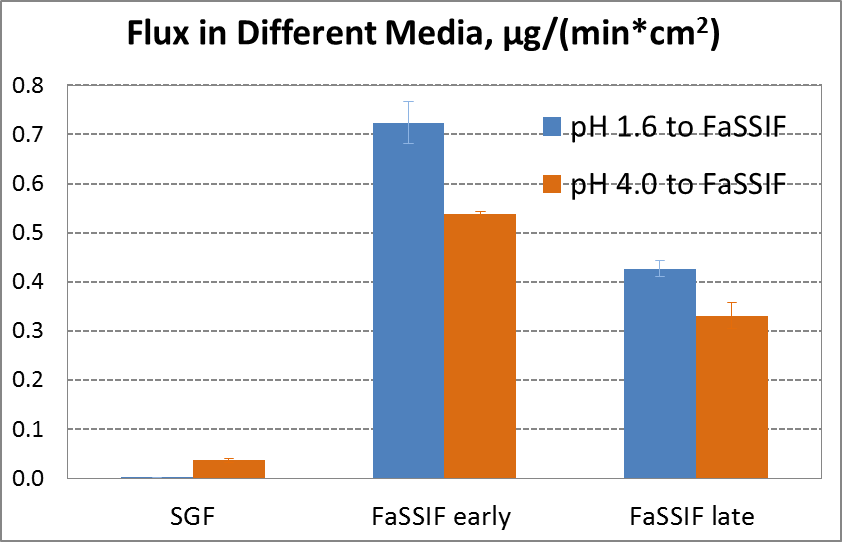 Flux in Different Media, µg/(min*cm²)
0.8
0.7
0.6
0.5
0.4
0.3
0.2
0.1
0.0
pH 1.6 to FaSSIF
pH 4.0 to FaSSIF
SGF FaSSIF early FaSSIF late